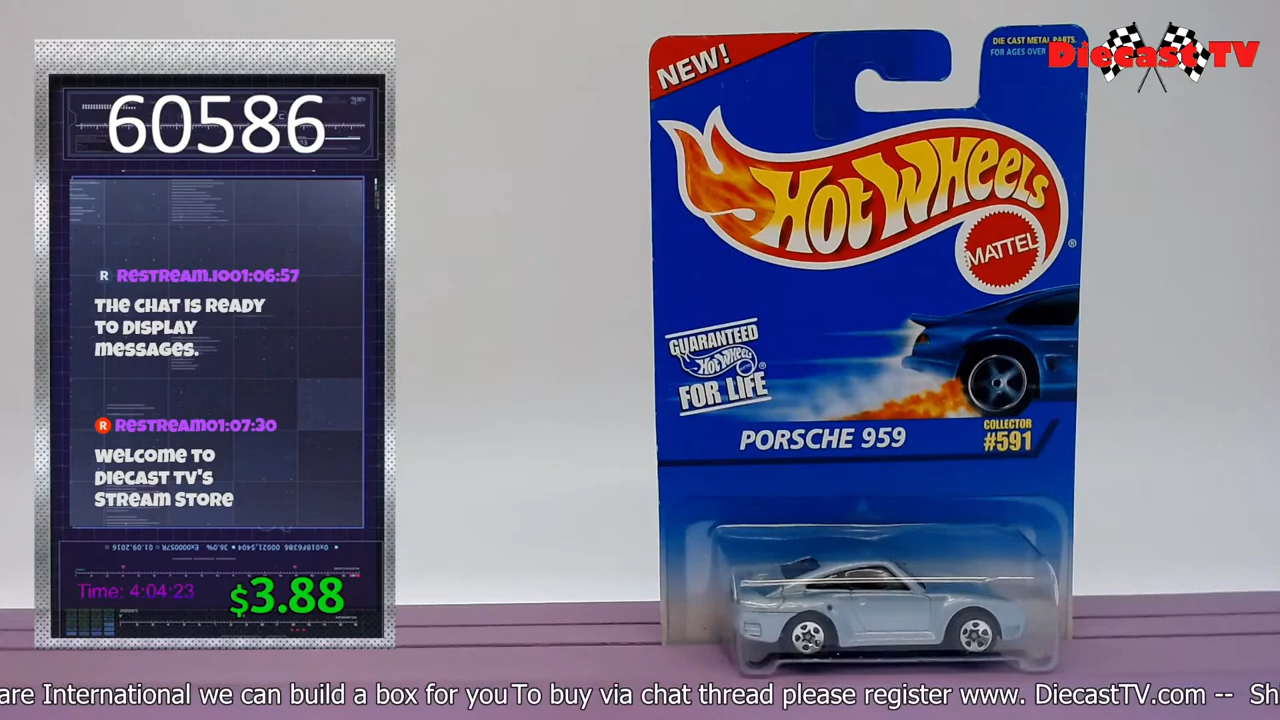 60586
R Restream.io01:06:57
The chat is ready
to display
messages.
R Restream01:07:30
Welcome to
Diecast TV's
Stream Store
Time: 4:04:23
$3.88
NEW!
DIE CAST METAL PARTS.
FOR AGES OVER
Diecast TV
HOT WHEELS
MATTEL
®
GUARANTEED
HOT WHEELS
®
FOR LIFE
PORSCHE 959
COLLECTOR
#591
are International we can build a box for you To buy via chat thread please register www. DiecastTV.com -- Sh